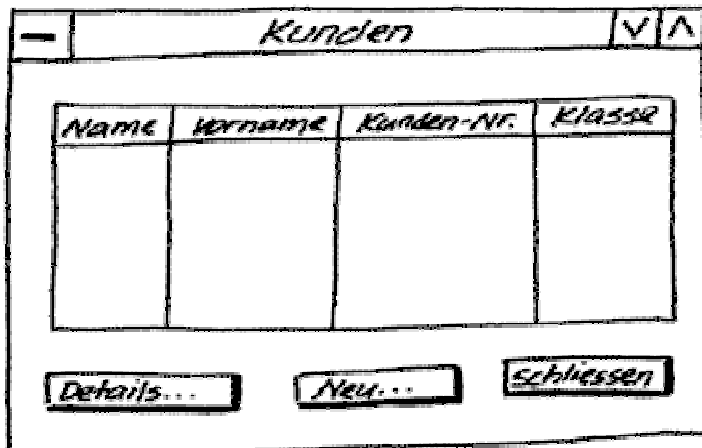 Kunden
Name Vorname Kunden-Nr. Klasse
Details... Neu... schliessen